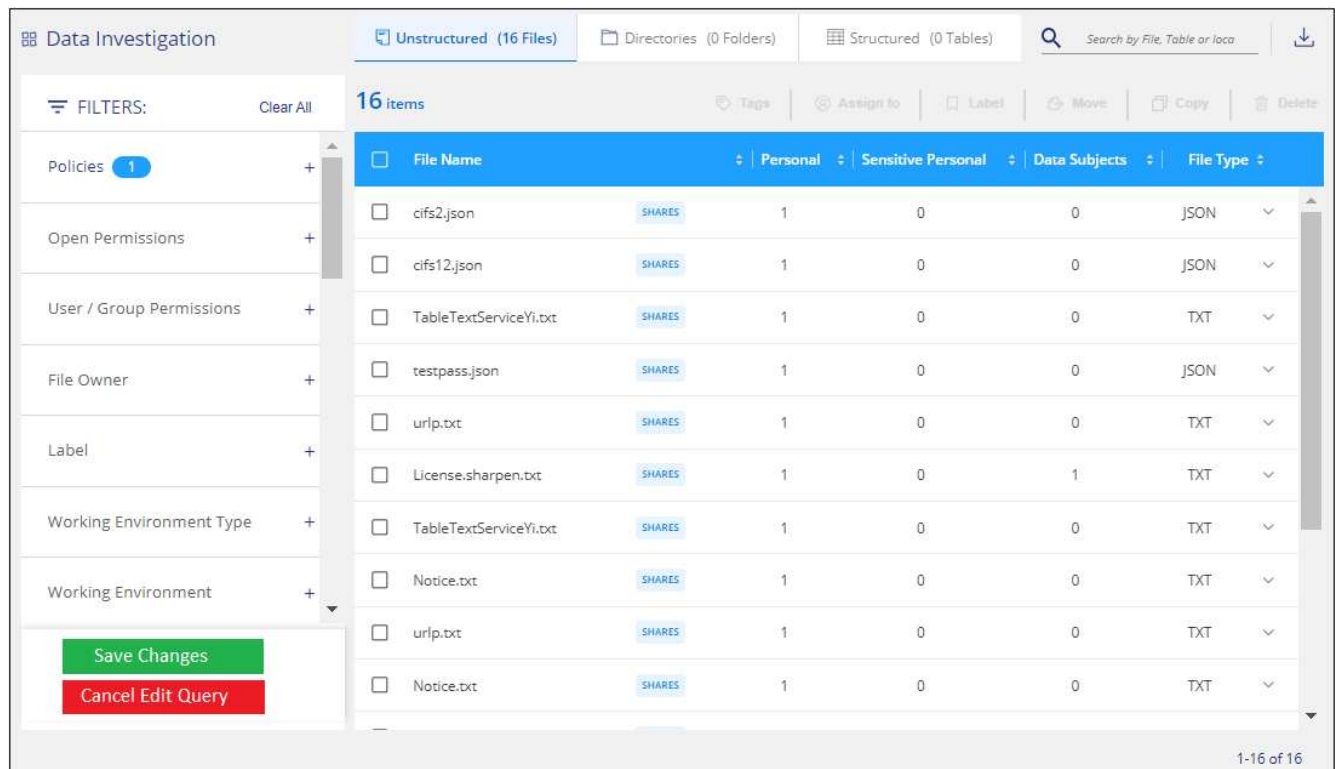 Data Investigation
Unstructured (16 Files)
Directories (0 Folders)
Structured (0 Tables)
Search by File, Table or loca
FILTERS:
Clear All
16 items
Tags
Assign to
Label
Move
Copy
Delete
Policies 1 +
Open Permissions +
User / Group Permissions +
File Owner +
Label +
Working Environment Type +
Working Environment +
Save Changes
Cancel Edit Query
File Name Personal Sensitive Personal Data Subjects File Type
cifs2.json SHARES 1 0 0 JSON
cifs12.json SHARES 1 0 0 JSON
TableTextServiceYi.txt SHARES 1 0 0 TXT
testpass.json SHARES 1 0 0 JSON
urlp.txt SHARES 1 0 0 TXT
License.sharpen.txt SHARES 1 0 1 TXT
TableTextServiceYi.txt SHARES 1 0 0 TXT
Notice.txt SHARES 1 0 0 TXT
urlp.txt SHARES 1 0 0 TXT
Notice.txt SHARES 1 0 0 TXT
1-16 of 16